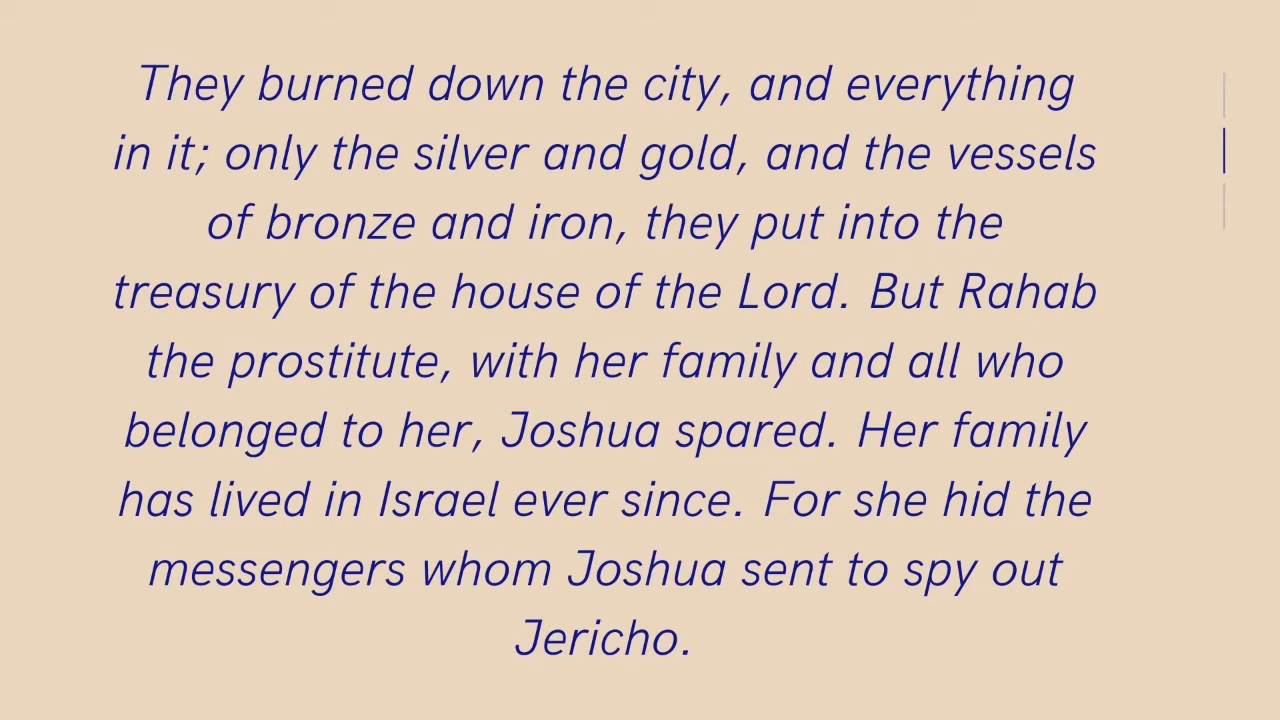 They burned down the city, and everything
in it; only the silver and gold, and the vessels
of bronze and iron, they put into the
treasury of the house of the Lord. But Rahab
the prostitute, with her family and all who
belonged to her, Joshua spared. Her family
has lived in Israel ever since. For she hid the
messengers whom Joshua sent to spy out
Jericho.